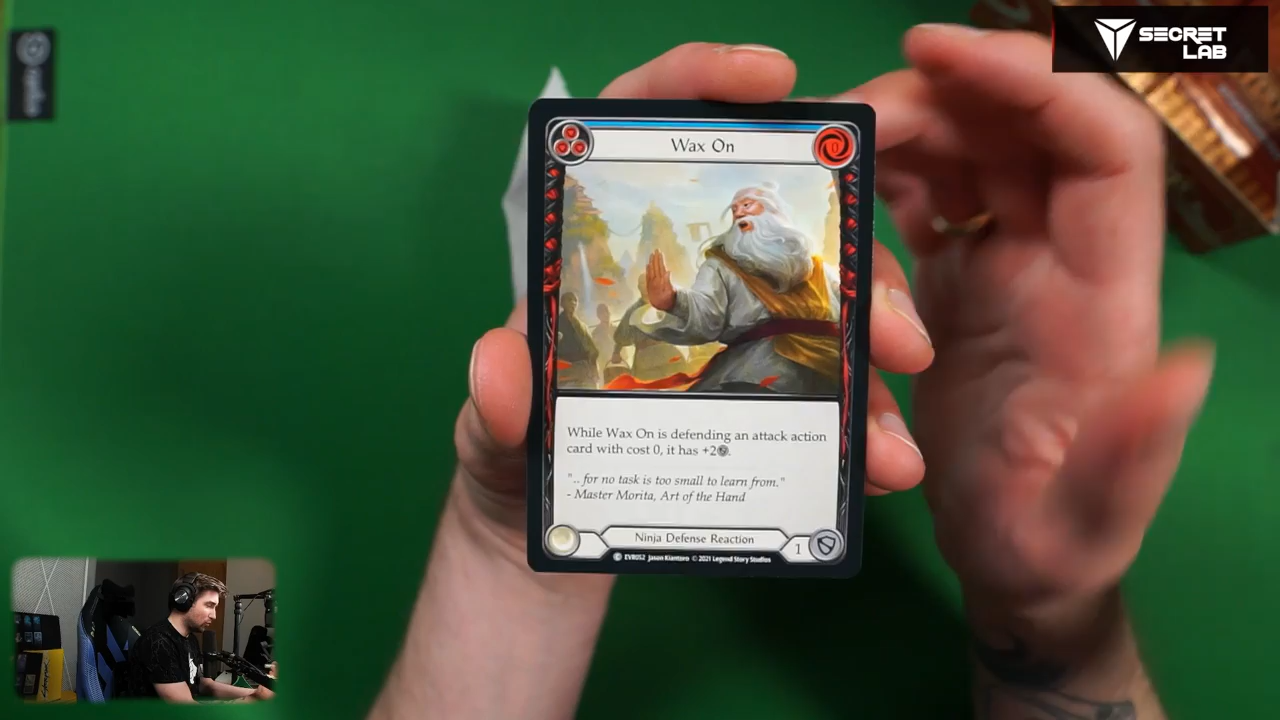 SECRET
LAB
Wax On
0
While Wax On is defending an attack action
card with cost 0, it has +2
".. for no task is too small to learn from."
- Master Morita, Art of the Hand
Ninja Defense Reaction
1
C EVR052 Jason Kiantoro © 2021 Legend Story Studios